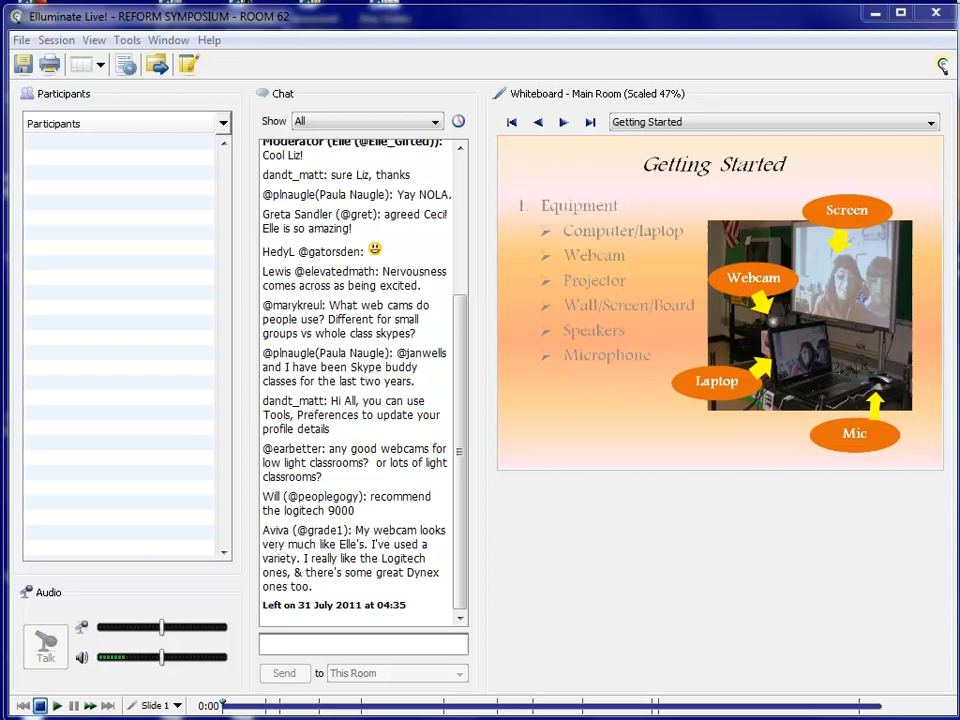 Elluminate Live! - REFORM SYMPOSIUM - ROOM 62
File Session View Tools Window Help
Participants
Participants
Audio
Talk
Chat
Show All
Moderator (Elle (@Elle_Gifted)):
Cool Liz!
dandt_matt: sure Liz, thanks
@plnaugle(Paula Naugle): Yay NOLA.
Greta Sandler (@gret): agreed Ceci!
Elle is so amazing!
HedyL @gatorsden:
Lewis @elevatedmath: Nervousness
comes across as being excited.
@marykreul: What web cams do
people use? Different for small
groups vs whole class skypes?
@plnaugle(Paula Naugle): @janwells
and I have been Skype buddy
classes for the last two years.
dandt_matt: Hi All, you can use
Tools, Preferences to update your
profile details
@earbetter: any good webcams for
low light classrooms? or lots of light
classrooms?
Will (@peoplegogy): recommend
the logitech 9000
Aviva (@grade1): My webcam looks
very much like Elle's. I've used a
variety. I really like the Logitech
ones, & there's some great Dynex
ones too.
Left on 31 July 2011 at 04:35
Send to This Room
Whiteboard - Main Room (Scaled 47%)
Getting Started
Getting Started
1. Equipment
Computer/laptop
Webcam
Projector
Wall/Screen/Board
Speakers
Microphone
Screen
Webcam
Laptop
Mic
Slide 1
0:00